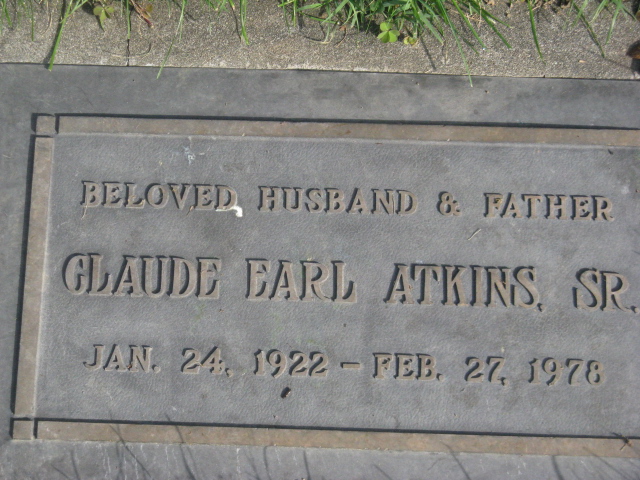 BELOVED HUSBAND & FATHER
CLAUDE EARL ATKINS, SR.
JAN. 24, 1922 – FEB. 27, 1978